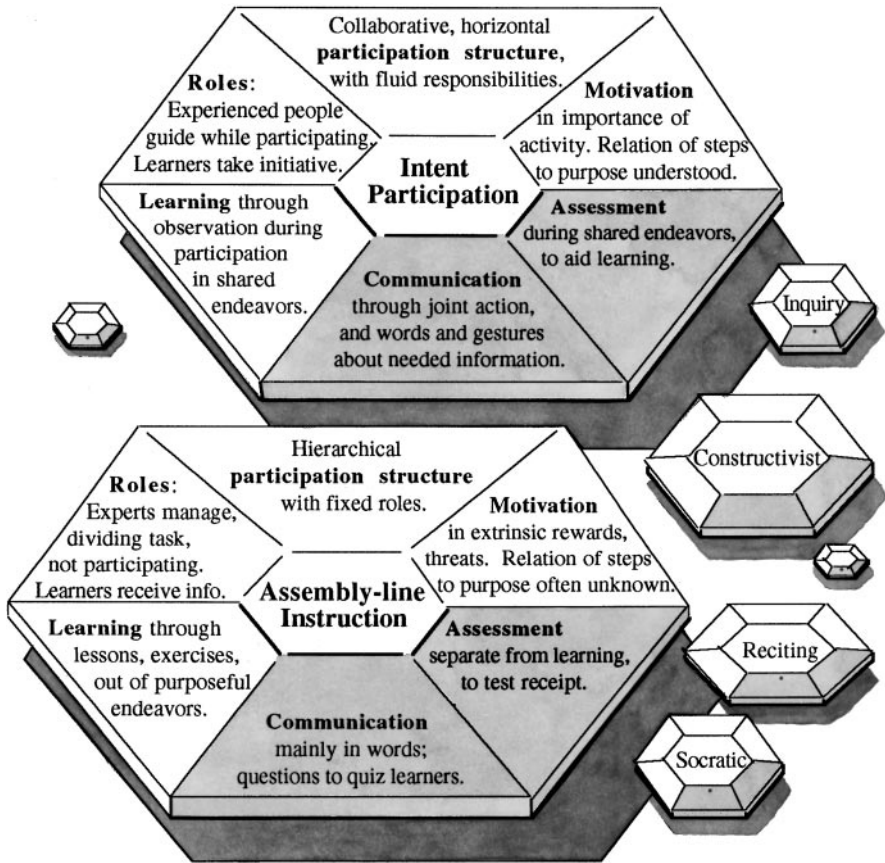 Collaborative, horizontal
participation structure,
with fluid responsibilities.
Roles:
Experienced people
guide while participating.
Learners take initiative.
Motivation
in importance of
activity. Relation of steps
to purpose understood.
Intent
Participation
Learning through
observation during
participation
in shared
endeavors.
Assessment
during shared endeavors,
to aid learning.
Communication
through joint action,
and words and gestures
about needed information.
Inquiry
Constructivist
Hierarchical
participation structure
with fixed roles.
Roles:
Experts manage,
dividing task,
not participating.
Learners receive info.
Motivation
in extrinsic rewards,
threats. Relation of steps
to purpose often unknown.
Assembly-line
Instruction
Learning through
lessons, exercises,
out of purposeful
endeavors.
Assessment
separate from learning,
to test receipt.
Communication
mainly in words;
questions to quiz learners.
Reciting
Socratic